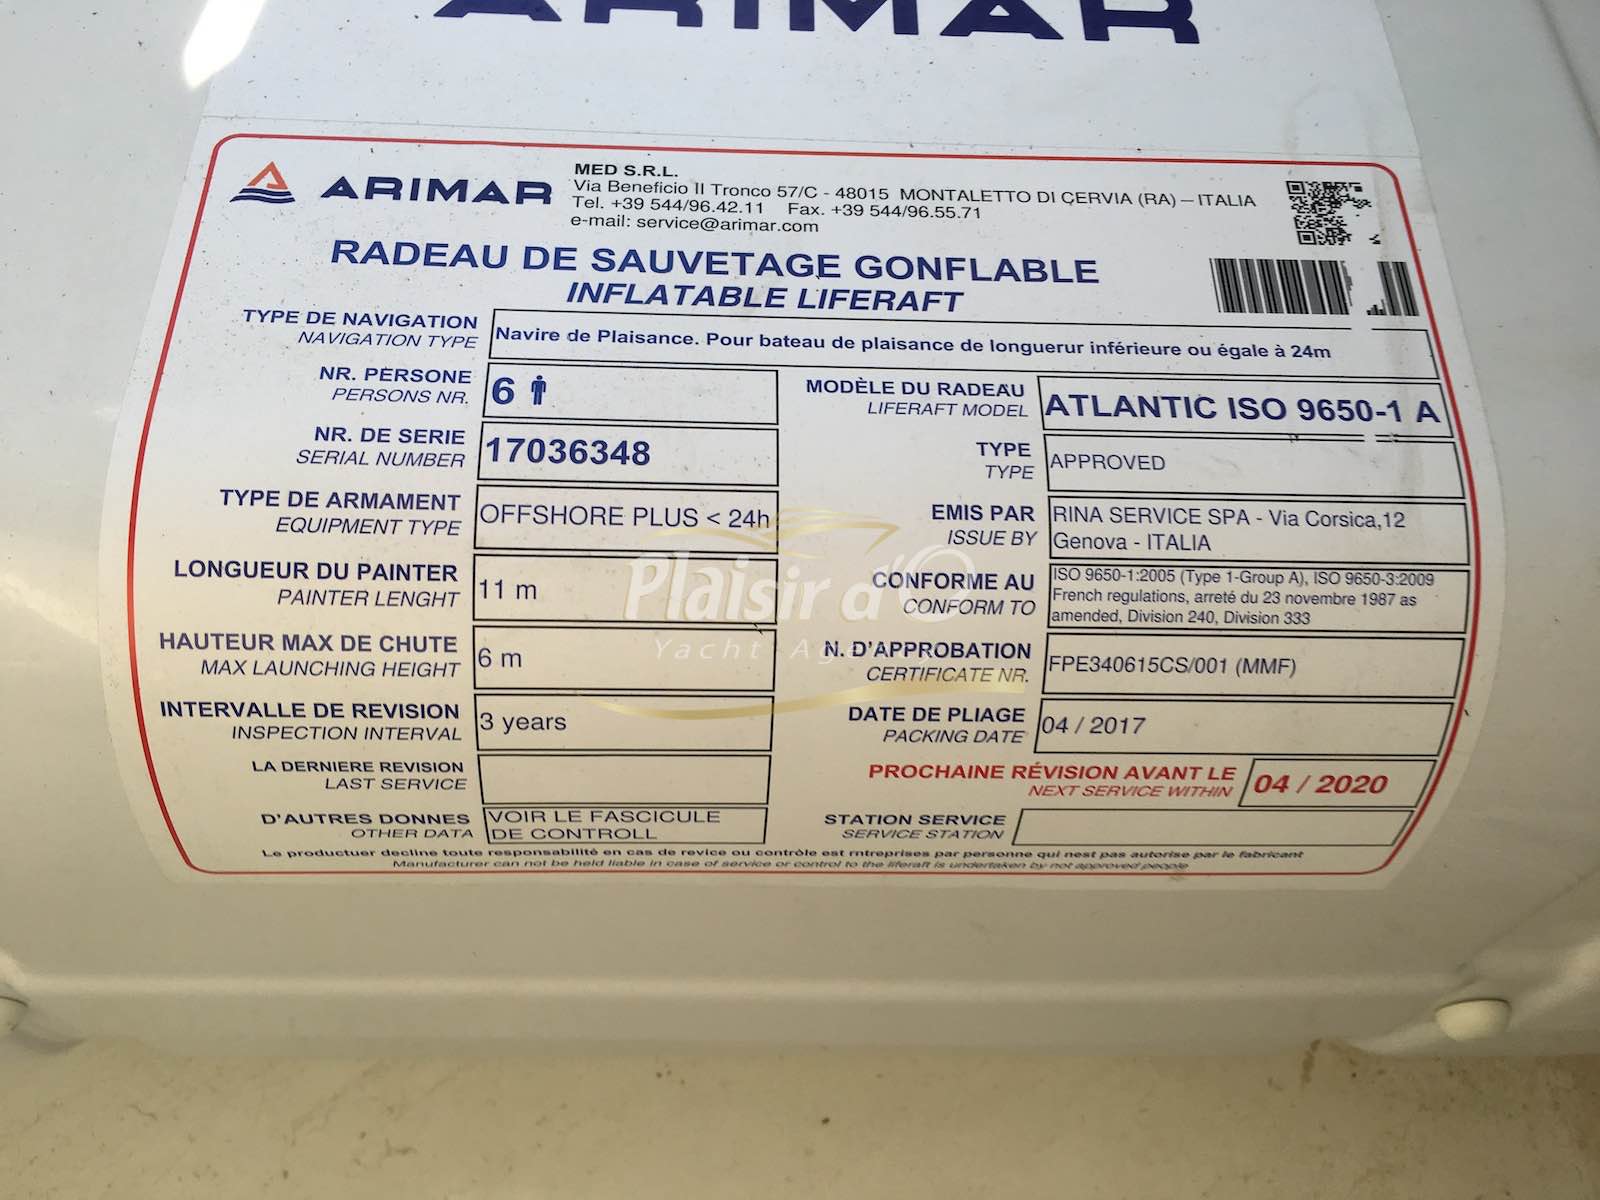 ARIMAR
ARIMAR
MED S.R.L.
Via Beneficio II Tronco 57/C - 48015 MONTALETTO DI CERVIA (RA) – ITALIA
Tel. +39 544/96.42.11 Fax. +39 544/96.55.71
e-mail: service@arimar.com
RADEAU DE SAUVETAGE GONFLABLE
INFLATABLE LIFERAFT
TYPE DE NAVIGATION
NAVIGATION TYPE
Navire de Plaisance. Pour bateau de plaisance de longuerur inférieure ou égale à 24m
NR. PERSONE
PERSONS NR.
6
MODÈLE DU RADEAU
LIFERAFT MODEL
ATLANTIC ISO 9650-1 A
NR. DE SERIE
SERIAL NUMBER
17036348
TYPE
TYPE
APPROVED
TYPE DE ARMAMENT
EQUIPMENT TYPE
OFFSHORE PLUS < 24h
EMIS PAR
ISSUE BY
RINA SERVICE SPA - Via Corsica,12
Genova - ITALIA
LONGUEUR DU PAINTER
PAINTER LENGHT
11 m
CONFORME AU
CONFORM TO
ISO 9650-1:2005 (Type 1-Group A), ISO 9650-3:2009
French regulations, arreté du 23 novembre 1987 as
amended, Division 240, Division 333
HAUTEUR MAX DE CHUTE
MAX LAUNCHING HEIGHT
6 m
N. D'APPROBATION
CERTIFICATE NR.
FPE340615CS/001 (MMF)
INTERVALLE DE REVISION
INSPECTION INTERVAL
3 years
DATE DE PLIAGE
PACKING DATE
04 / 2017
LA DERNIERE REVISION
LAST SERVICE
PROCHAINE RÉVISION AVANT LE
NEXT SERVICE WITHIN
04 / 2020
D'AUTRES DONNES
OTHER DATA
VOIR LE FASCICULE
DE CONTROLL
STATION SERVICE
SERVICE STATION
Le productuer decline toute responsabilité en cas de revice ou contrôle est rntreprises par personne qui nest pas autorise par le fabricant
Manufacturer can not be held liable in case of service or control to the liferaft is undertaken by not approved people
Plaisir d'O
Yacht Agency